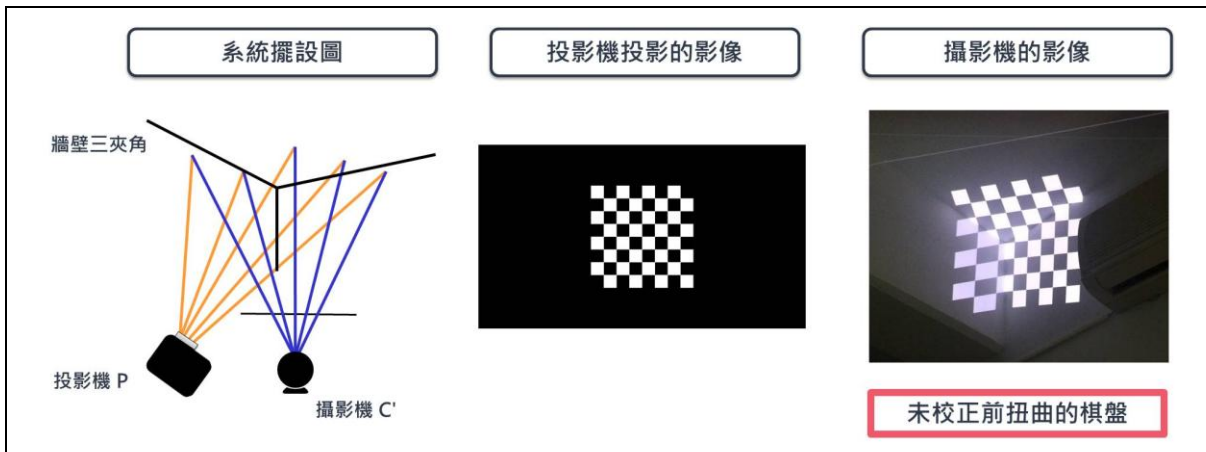 系統擺設圖
投影機投影的影像
攝影機的影像
牆壁三夾角
投影機 P
攝影機 C'
未校正前扭曲的棋盤